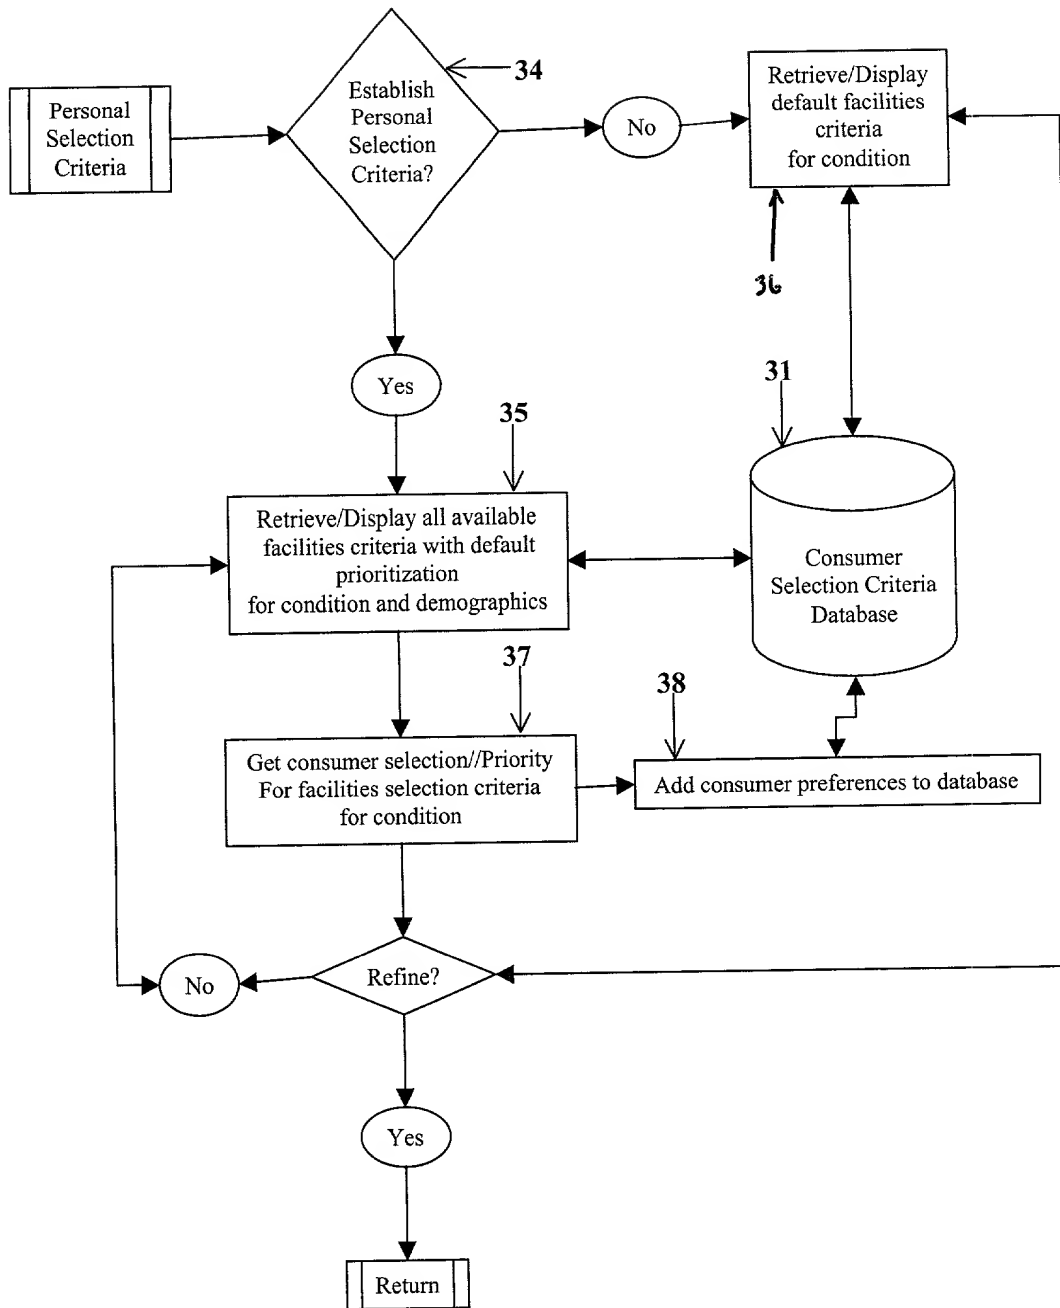 34
Personal
Selection
Criteria
Establish
Personal
Selection
Criteria?
No
Retrieve/Display
default facilities
criteria
for condition
36
Yes
31
35
Retrieve/Display all available
facilities criteria with default
prioritization
for condition and demographics
Consumer
Selection Criteria
Database
37
38
Get consumer selection//Priority
For facilities selection criteria
for condition
Add consumer preferences to database
Refine?
No
Yes
Return